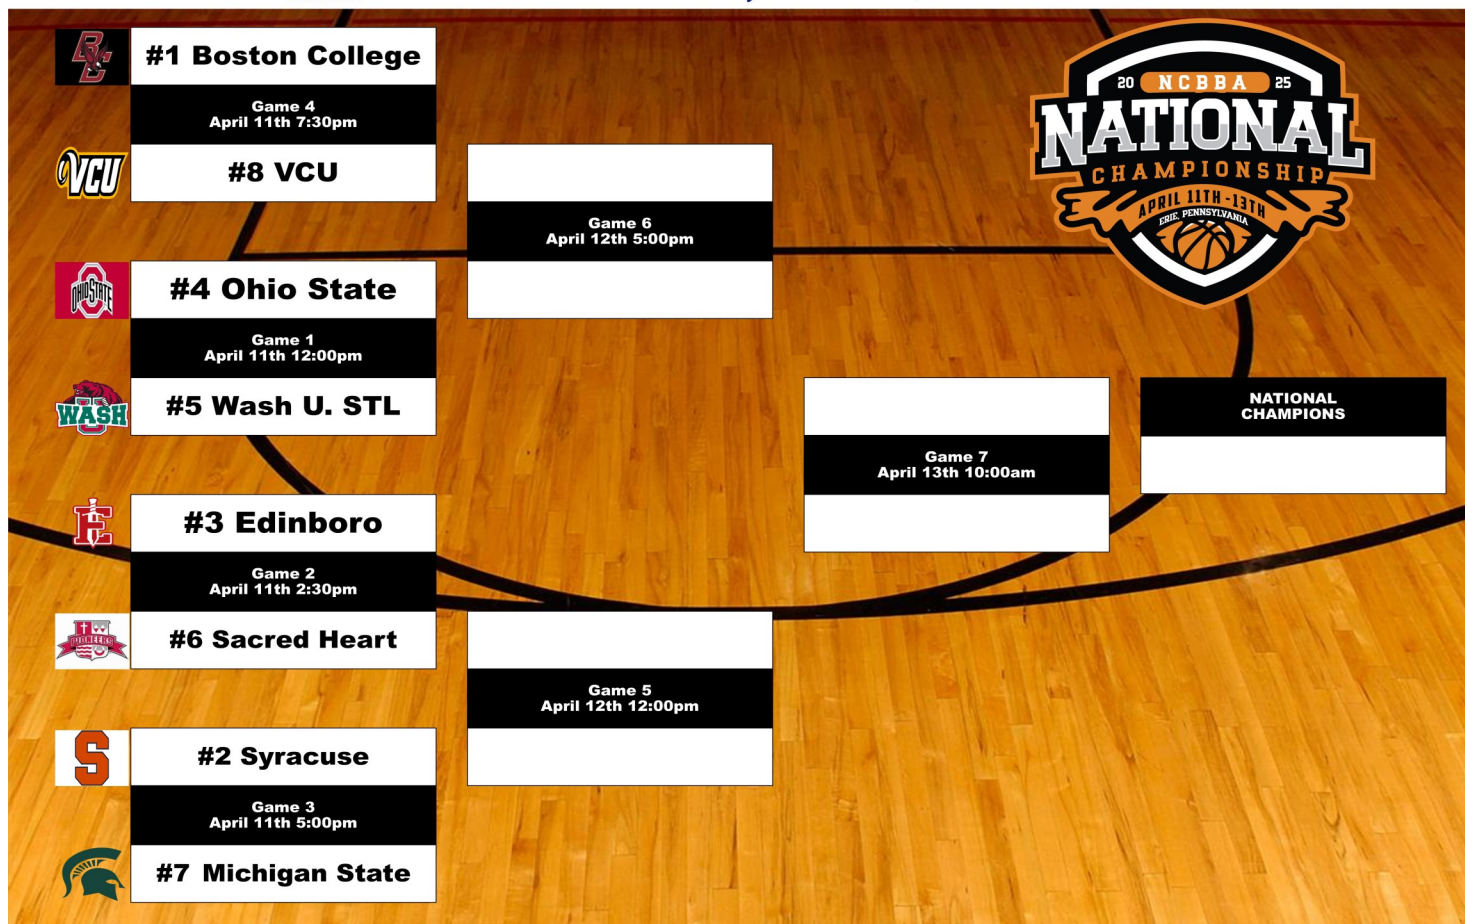 #1 Boston College
Game 4
April 11th 7:30pm
VCU
#8 VCU
OHIO STATE
#4 Ohio State
Game 1
April 11th 12:00pm
WASH
U
#5 Wash U. STL
E
#3 Edinboro
Game 2
April 11th 2:30pm
PIONEERS
#6 Sacred Heart
S
#2 Syracuse
Game 3
April 11th 5:00pm
#7 Michigan State
Game 6
April 12th 5:00pm
Game 5
April 12th 12:00pm
Game 7
April 13th 10:00am
NATIONAL
CHAMPIONS
20 NCBBA 25
NATIONAL
CHAMPIONSHIP
APRIL 11TH-13TH
ERIE, PENNSYLVANIA